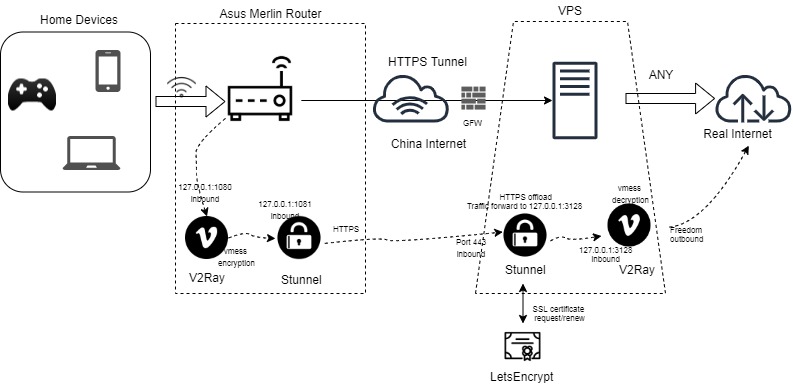 Home Devices
Asus Merlin Router
VPS
HTTPS Tunnel
ANY
GFW
China Internet
Real Internet
127.0.0.1:1080
Inbound
127.0.0.1:1081
Inbound
HTTPS offload
Traffic forward to 127.0.0.1:3128
vmess
decryption
HTTPS
Port 443
Inbound
Freedom
outbound
vmess
encryption
127.0.0.1:3128
Inbound
V2Ray
Stunnel
Stunnel
V2Ray
SSL certificate
request/renew
LetsEncrypt